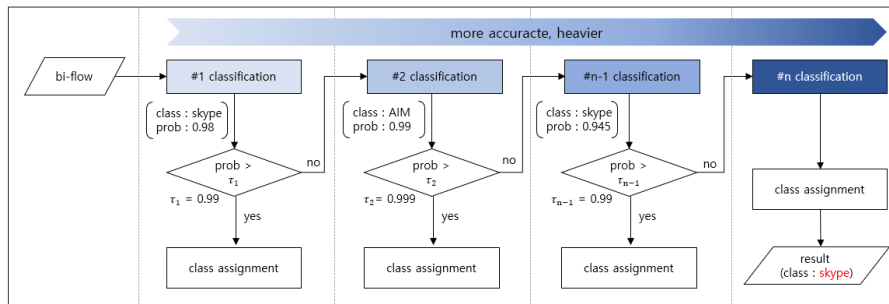 more accuracte, heavier
bi-flow
#1 classification
#2 classification
#n-1 classification
#n classification
class : skype
prob : 0.98
class : AIM
prob : 0.99
class : skype
prob : 0.945
prob >
τ₁
no
prob >
τ₂
no
prob >
τₙ₋₁
no
τ₁ = 0.99
τ₂ = 0.999
τₙ₋₁ = 0.99
yes
yes
yes
class assignment
class assignment
class assignment
class assignment
result
(class : skype)